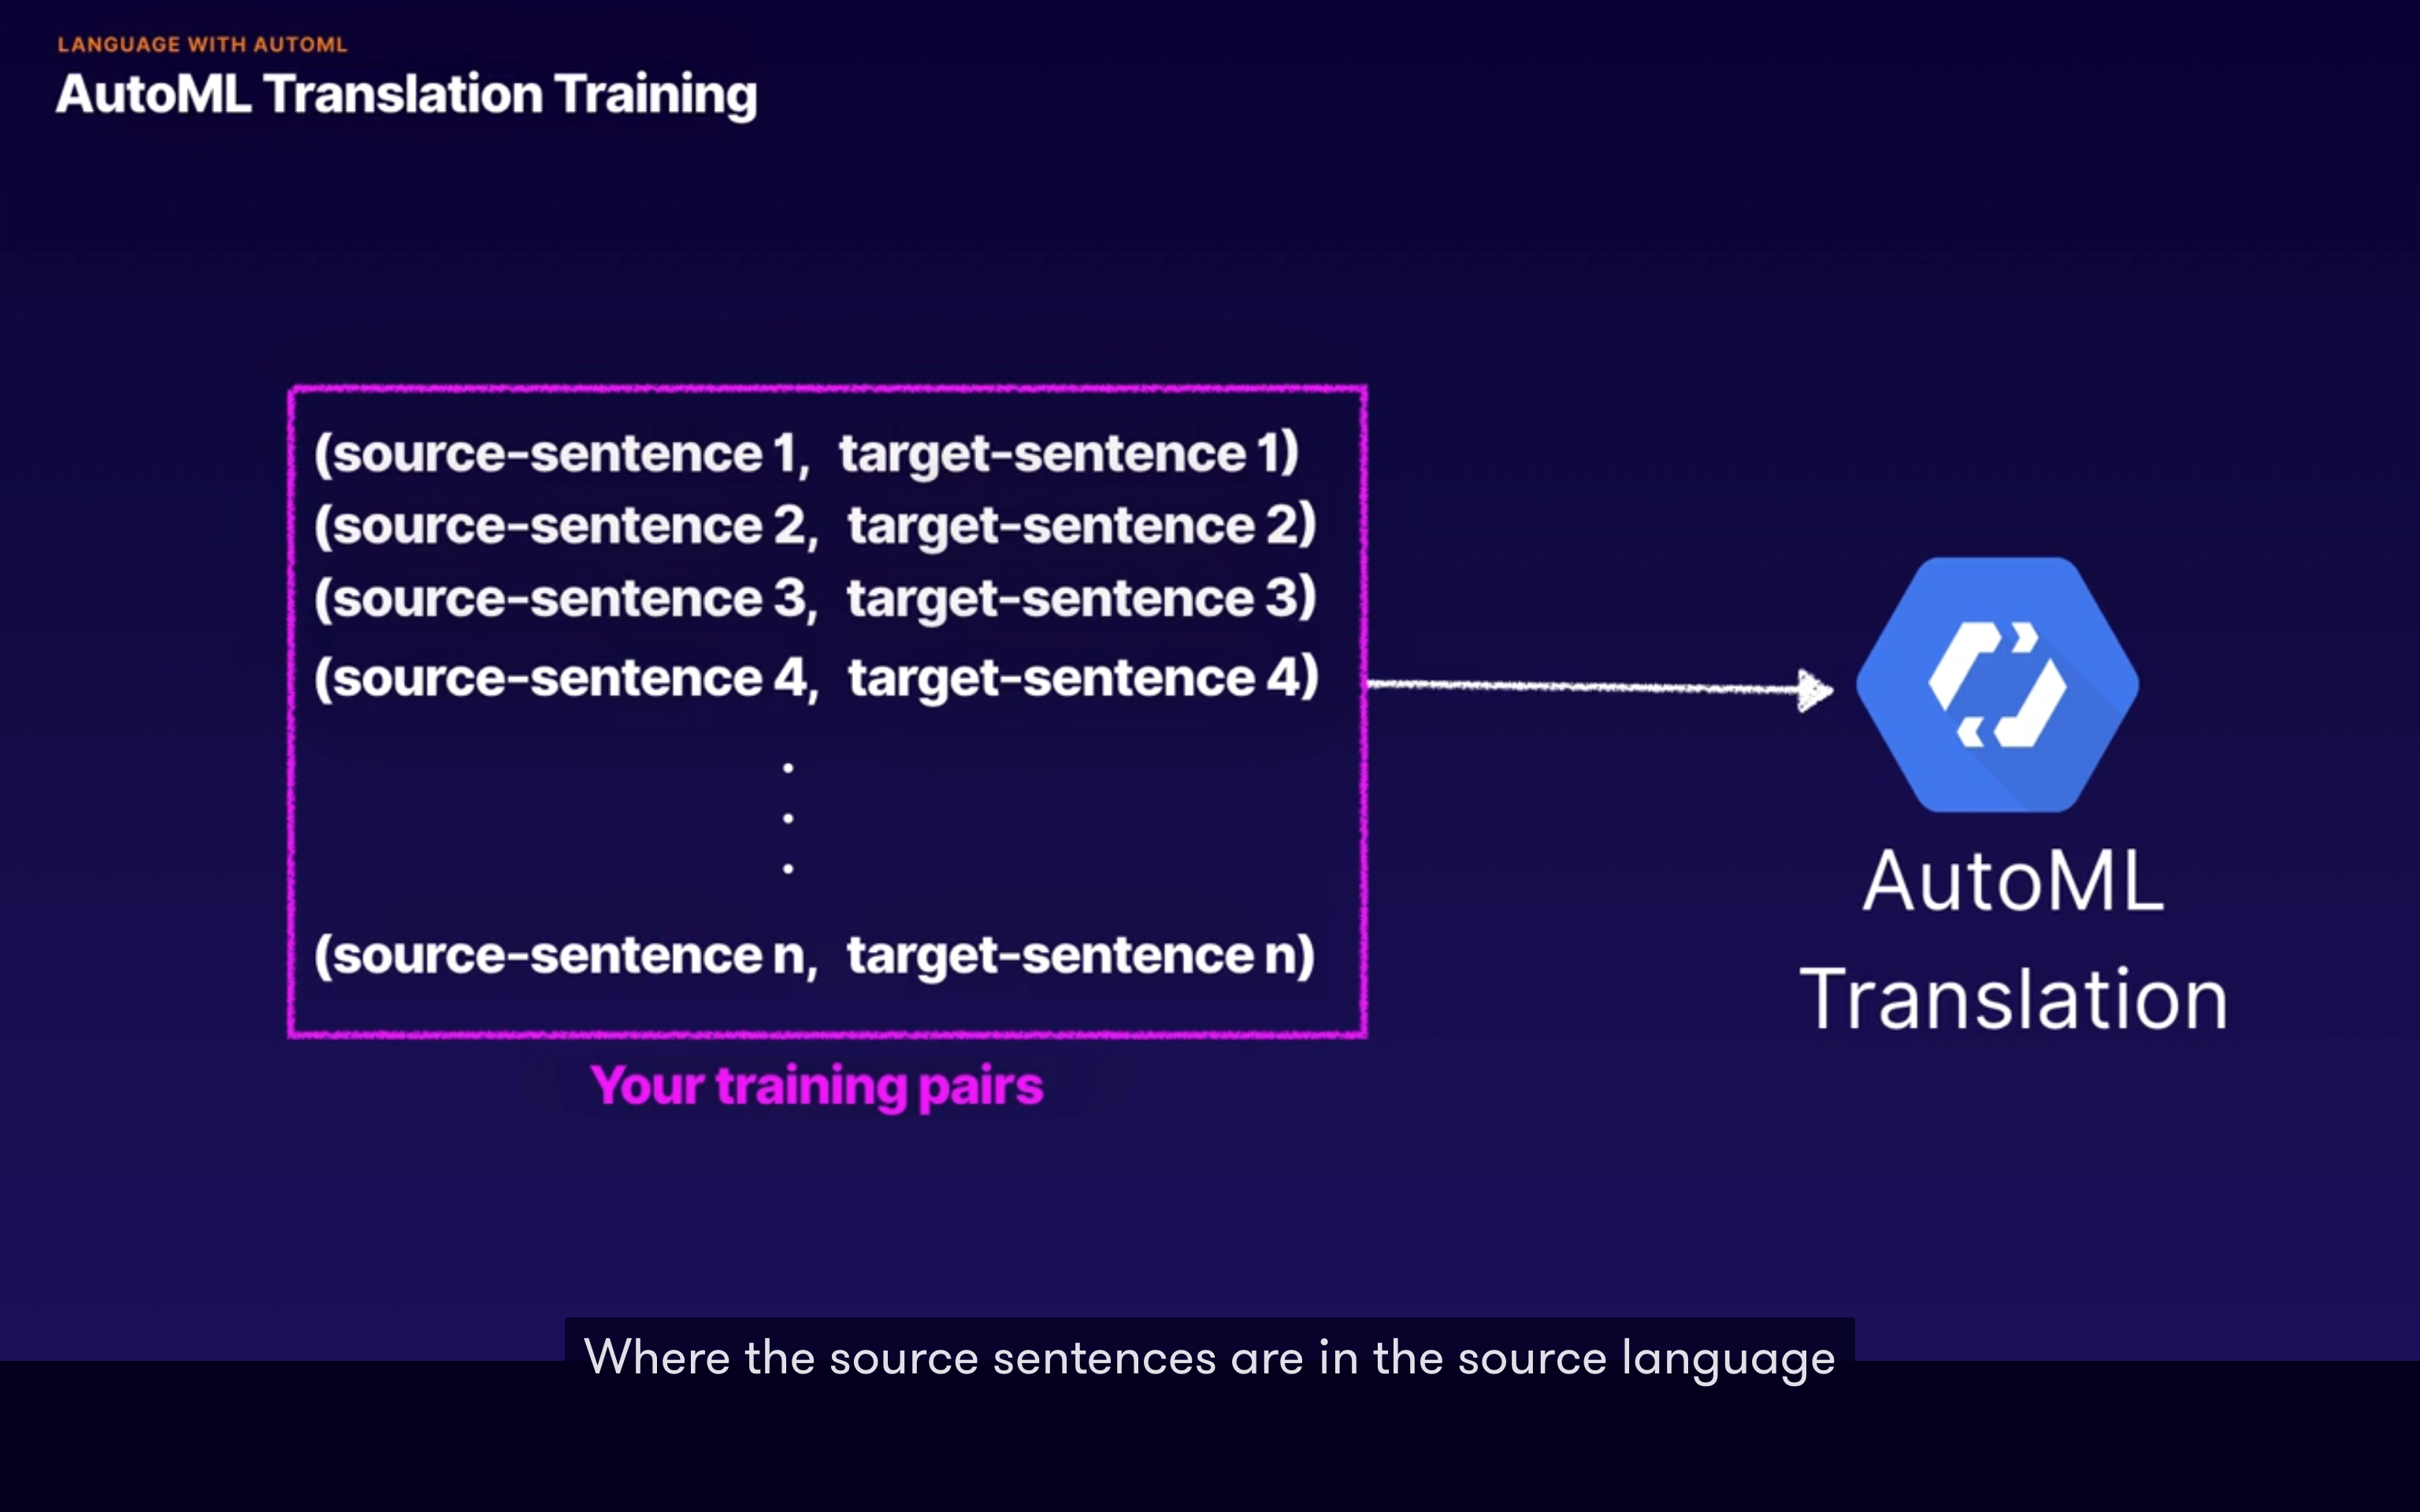 LANGUAGE WITH AUTOML
AutoML Translation Training
(source-sentence 1, target-sentence 1)
(source-sentence 2, target-sentence 2)
(source-sentence 3, target-sentence 3)
(source-sentence 4, target-sentence 4)
.
.
.
(source-sentence n, target-sentence n)
Your training pairs
AutoML
Translation
Where the source sentences are in the source language